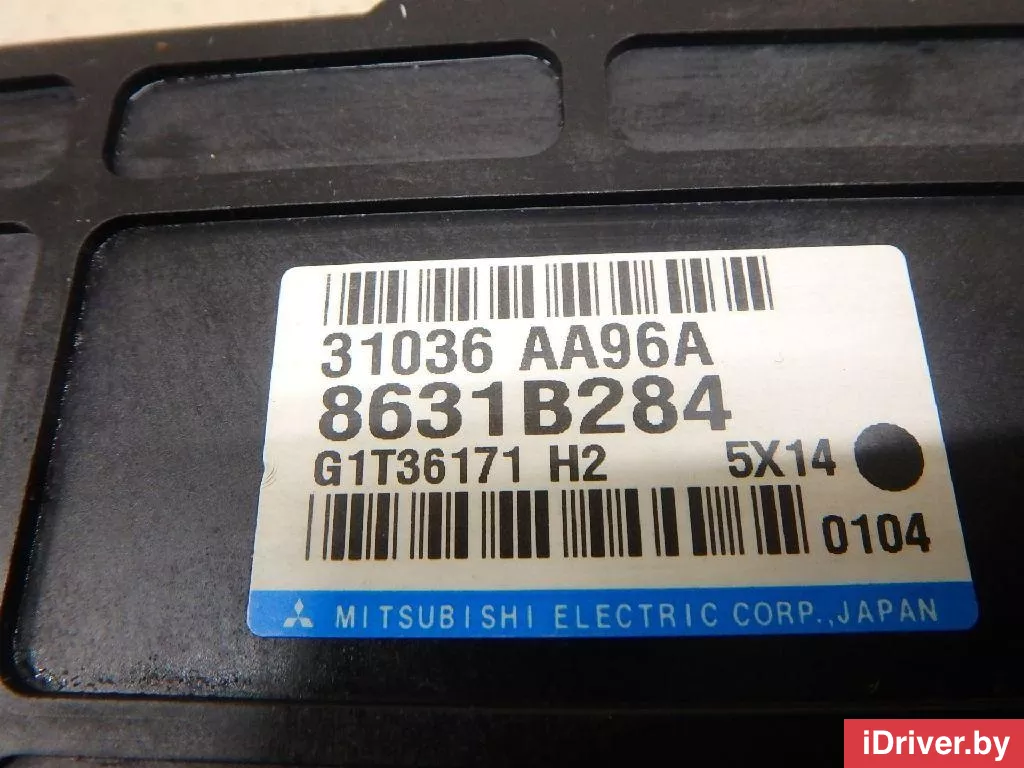 31036 AA96A
8631B284
G1T36171 H2 5X14
0104
MITSUBISHI ELECTRIC CORP., JAPAN
iDriver.by